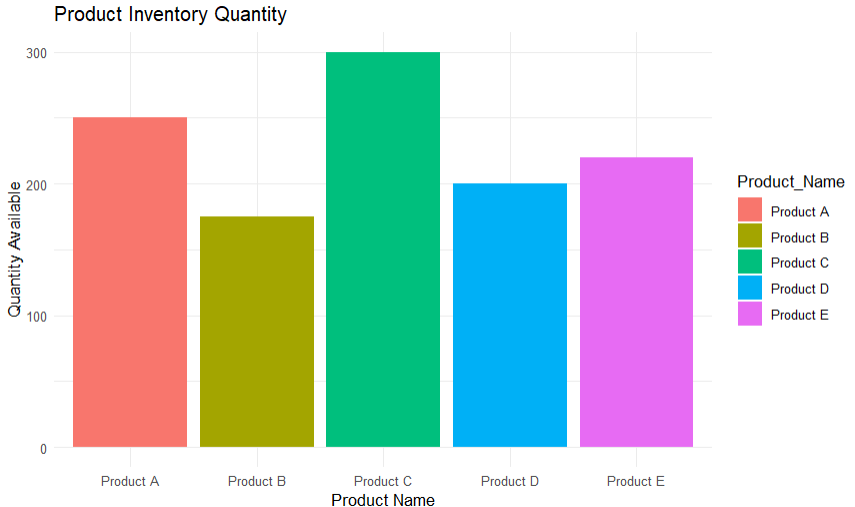 Product Inventory Quantity
Quantity Available
300
200
100
0
Product A
Product B
Product C
Product D
Product E
Product Name
Product_Name
Product A
Product B
Product C
Product D
Product E